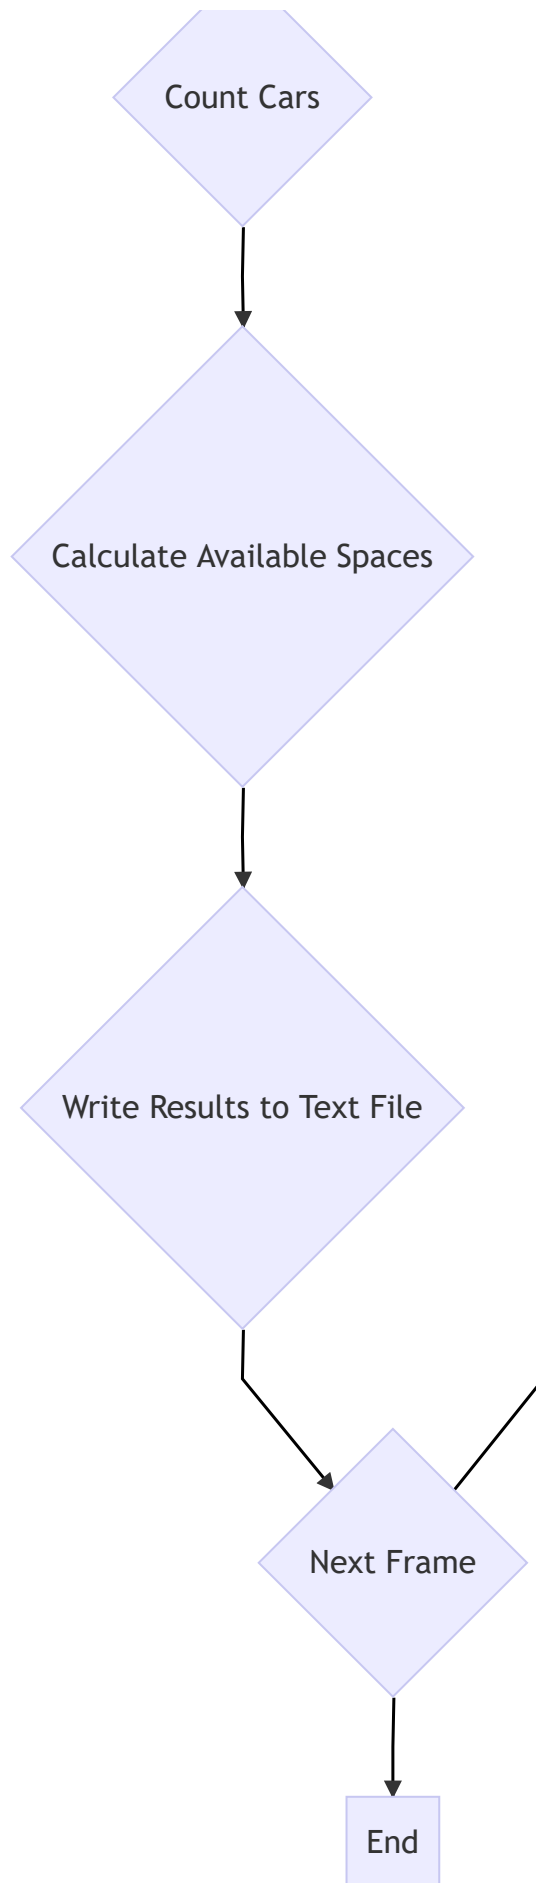 Count Cars
Calculate Available Spaces
Write Results to Text File
Next Frame
End